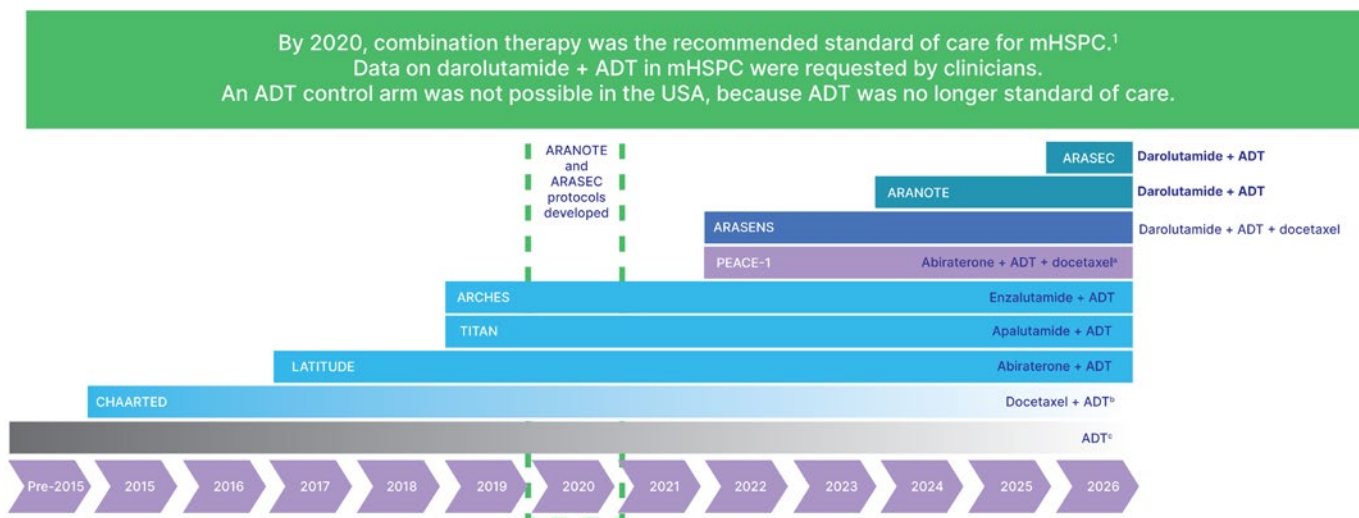 By 2020, combination therapy was the recommended standard of care for mHSPC.¹
Data on darolutamide + ADT in mHSPC were requested by clinicians.
An ADT control arm was not possible in the USA, because ADT was no longer standard of care.
ARANOTE
and
ARASEC
protocols
developed
ARASEC Darolutamide + ADT
ARANOTE Darolutamide + ADT
ARASENS Darolutamide + ADT + docetaxel
PEACE-1 Abiraterone + ADT + docetaxelᵃ
ARCHES Enzalutamide + ADT
TITAN Apalutamide + ADT
LATITUDE Abiraterone + ADT
CHAARTED Docetaxel + ADTᵇ
ADTᶜ
Pre-2015 2015 2016 2017 2018 2019 2020 2021 2022 2023 2024 2025 2026